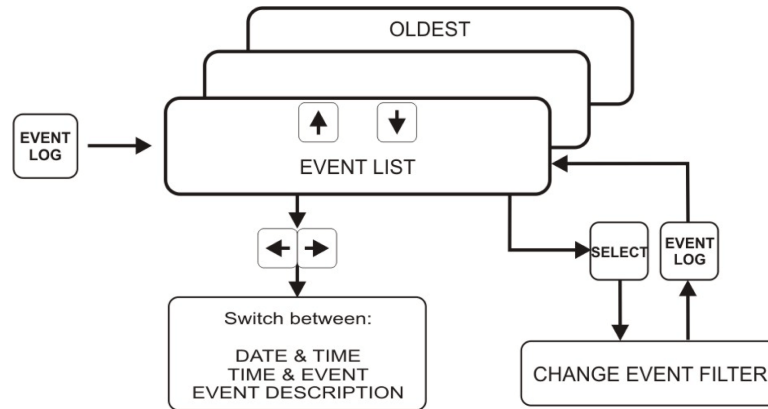 OLDEST
EVENT
LOG
EVENT LIST
SELECT
EVENT
LOG
Switch between:
DATE & TIME
TIME & EVENT
EVENT DESCRIPTION
CHANGE EVENT FILTER